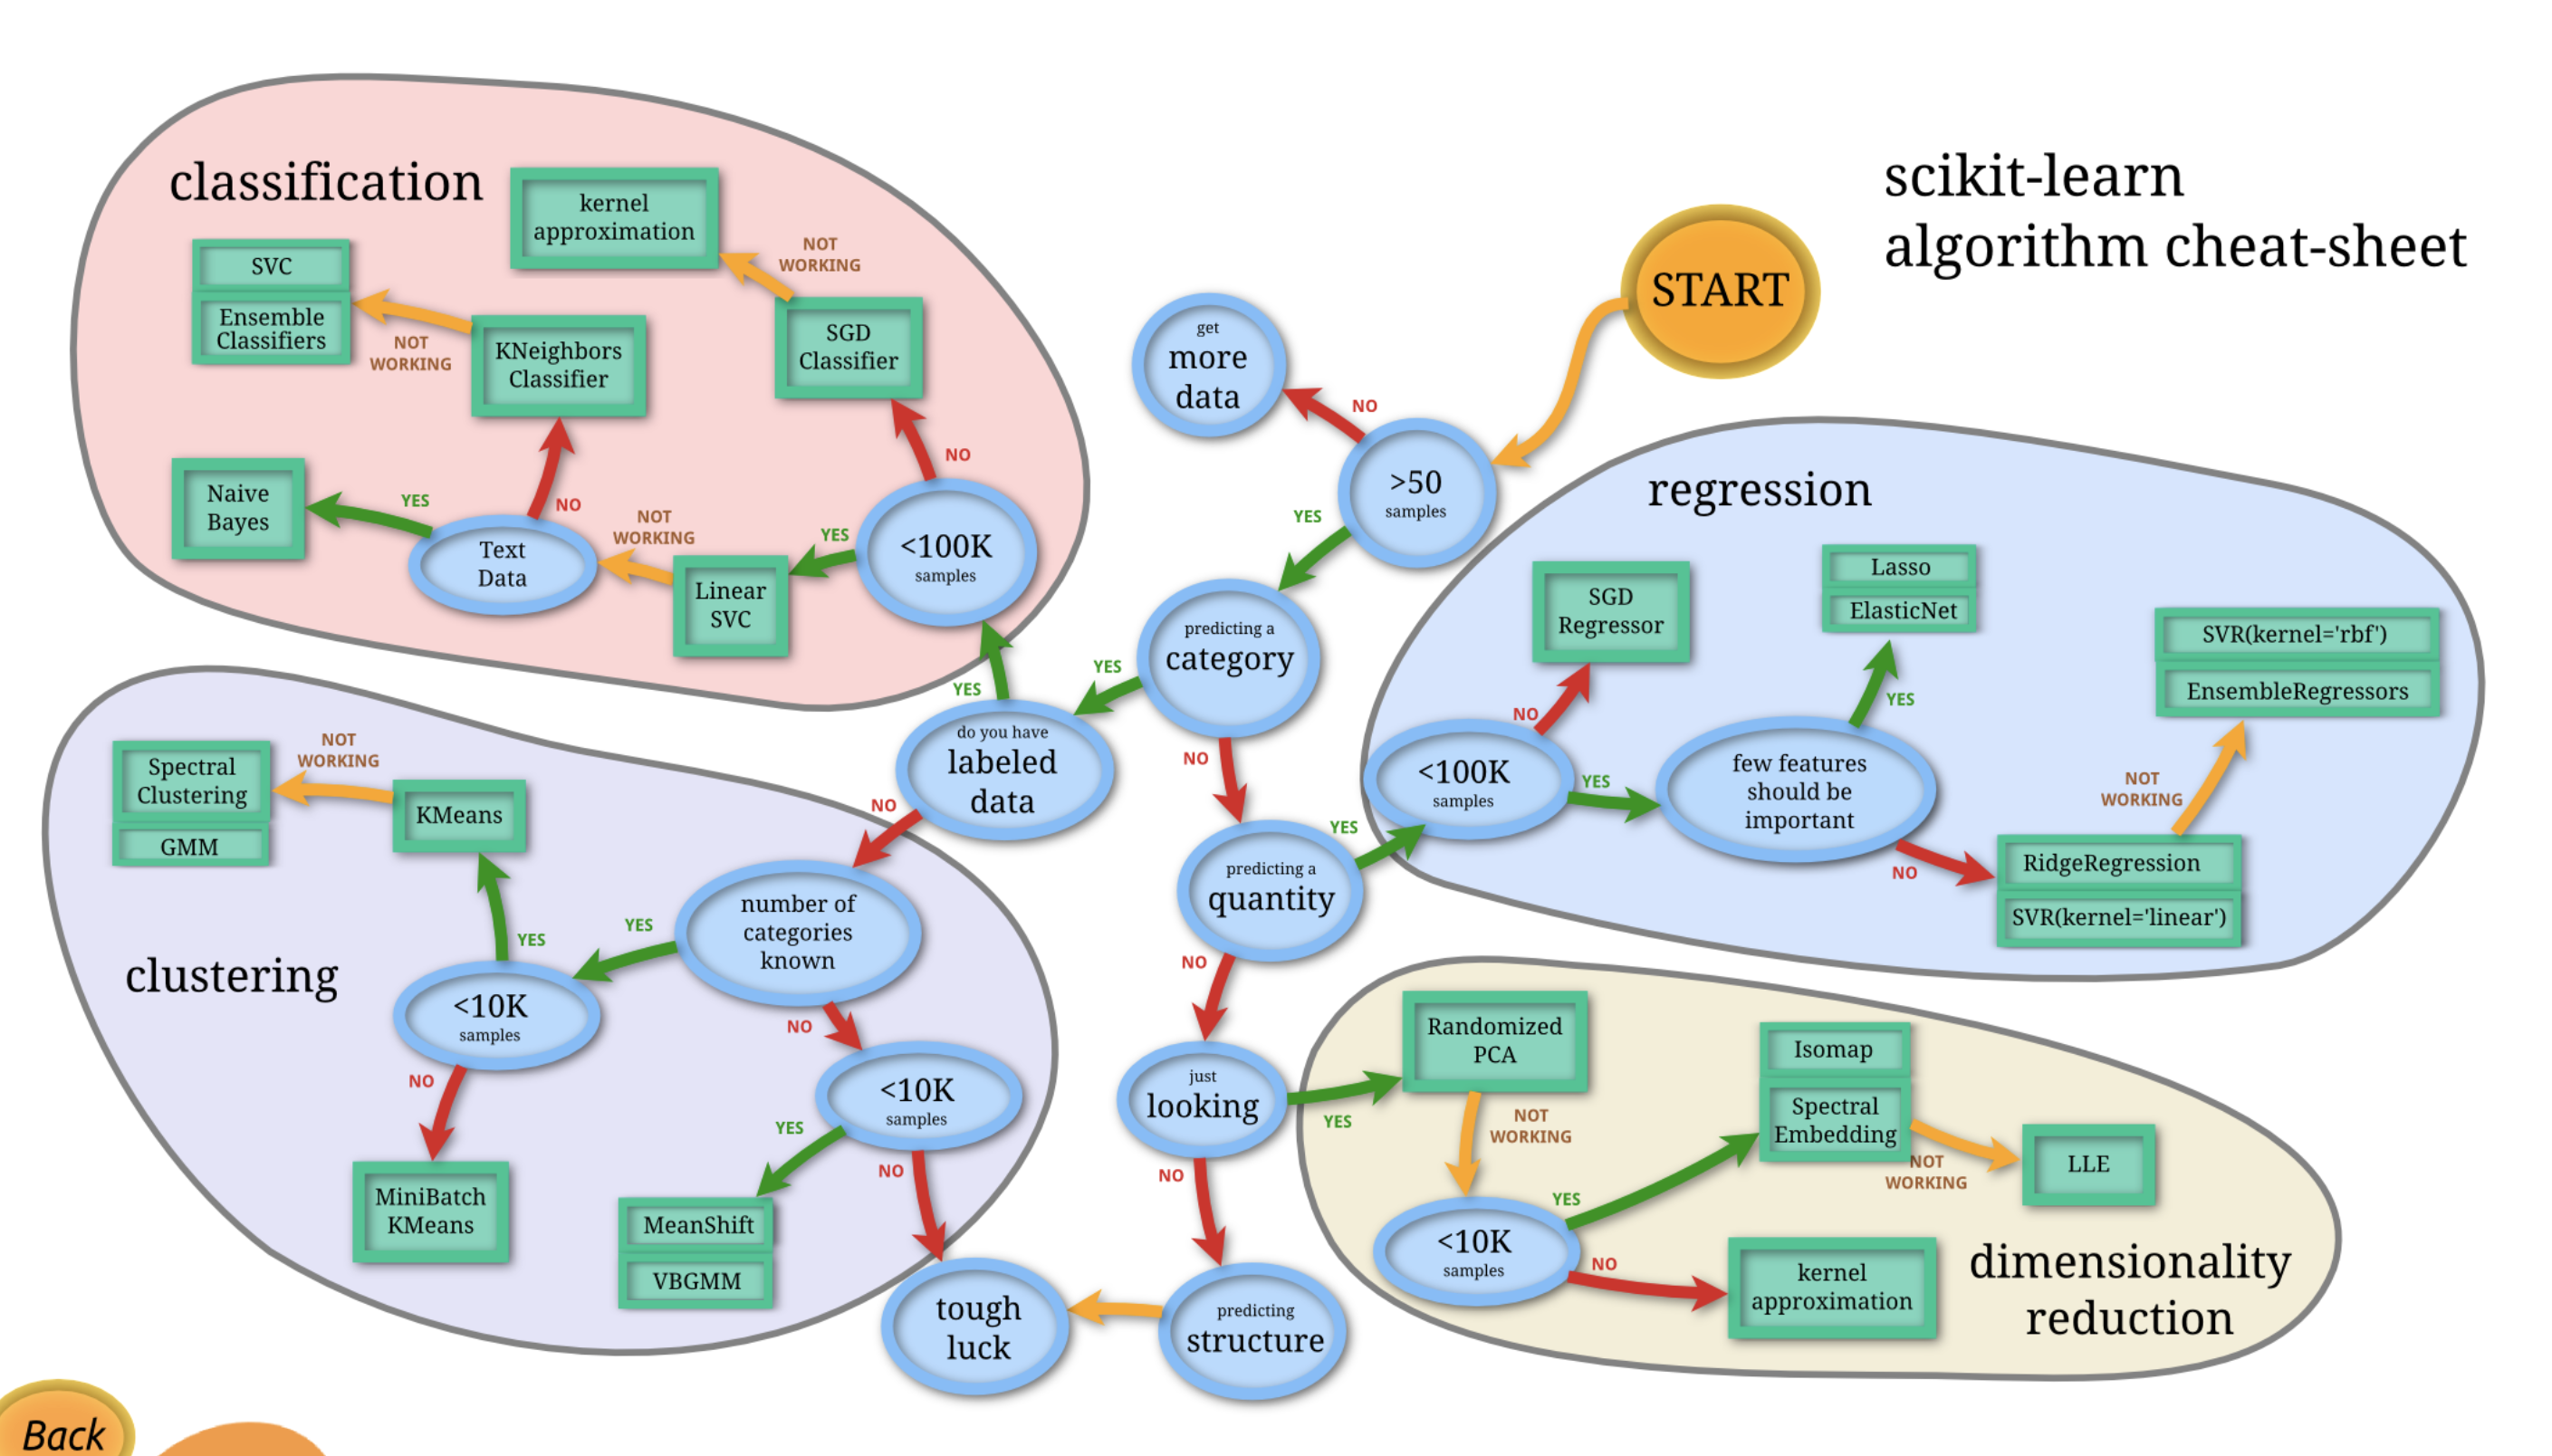 scikit-learn
algorithm cheat-sheet
START
get
more
data
NO
>50
samples
YES
predicting a
category
YES
NO
do you have
labeled
data
YES
NO
predicting a
quantity
YES
NO
just
looking
YES
NO
predicting
structure
tough
luck
classification
kernel
approximation
NOT
WORKING
SVC
Ensemble
Classifiers
NOT
WORKING
KNeighbors
Classifier
SGD
Classifier
NO
Naive
Bayes
YES
NO
Text
Data
NOT
WORKING
Linear
SVC
YES
<100K
samples
regression
SGD
Regressor
Lasso
ElasticNet
SVR(kernel='rbf')
EnsembleRegressors
NO
YES
<100K
samples
YES
few features
should be
important
NOT
WORKING
NO
RidgeRegression
SVR(kernel='linear')
clustering
Spectral
Clustering
GMM
NOT
WORKING
KMeans
number of
categories
known
YES
YES
<10K
samples
NO
NO
<10K
samples
YES
NO
MiniBatch
KMeans
MeanShift
VBGMM
dimensionality
reduction
Randomized
PCA
NOT
WORKING
Isomap
Spectral
Embedding
NOT
WORKING
LLE
YES
<10K
samples
NO
kernel
approximation
Back